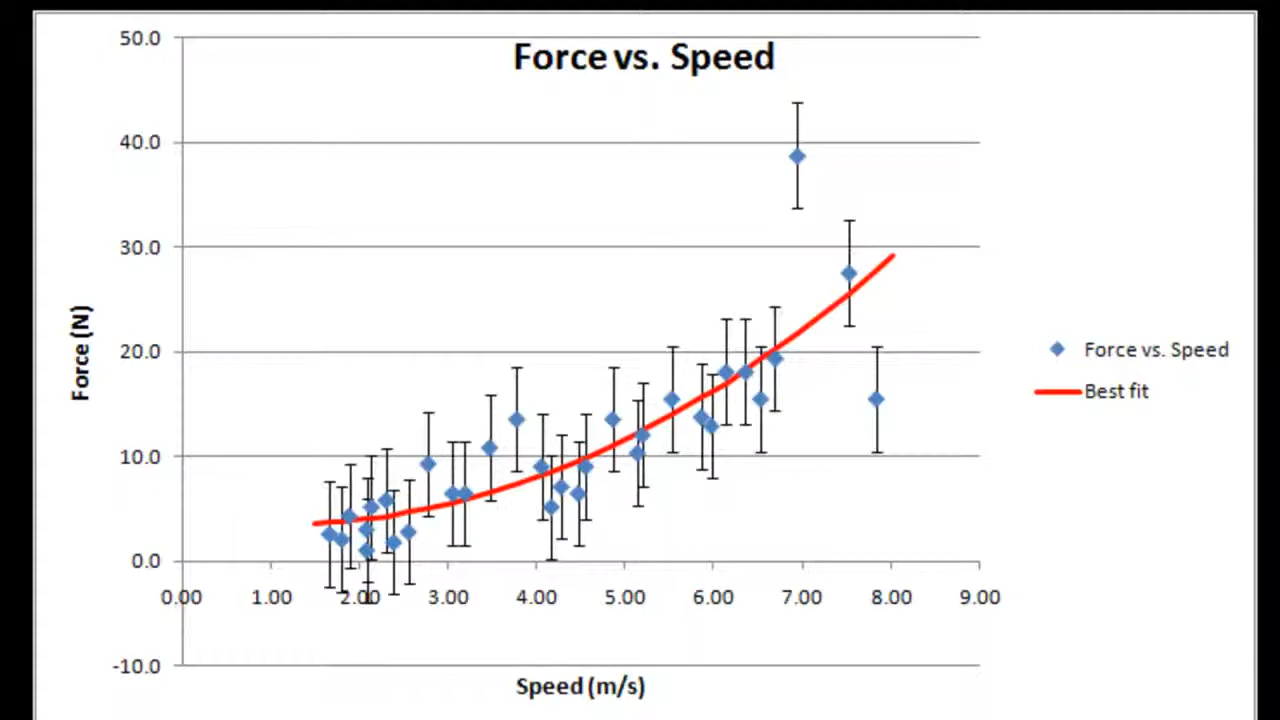 Force vs. Speed
50.0
40.0
30.0
20.0
10.0
0.0
-10.0
Force (N)
0.00 1.00 2.00 3.00 4.00 5.00 6.00 7.00 8.00 9.00
Speed (m/s)
Force vs. Speed
Best fit